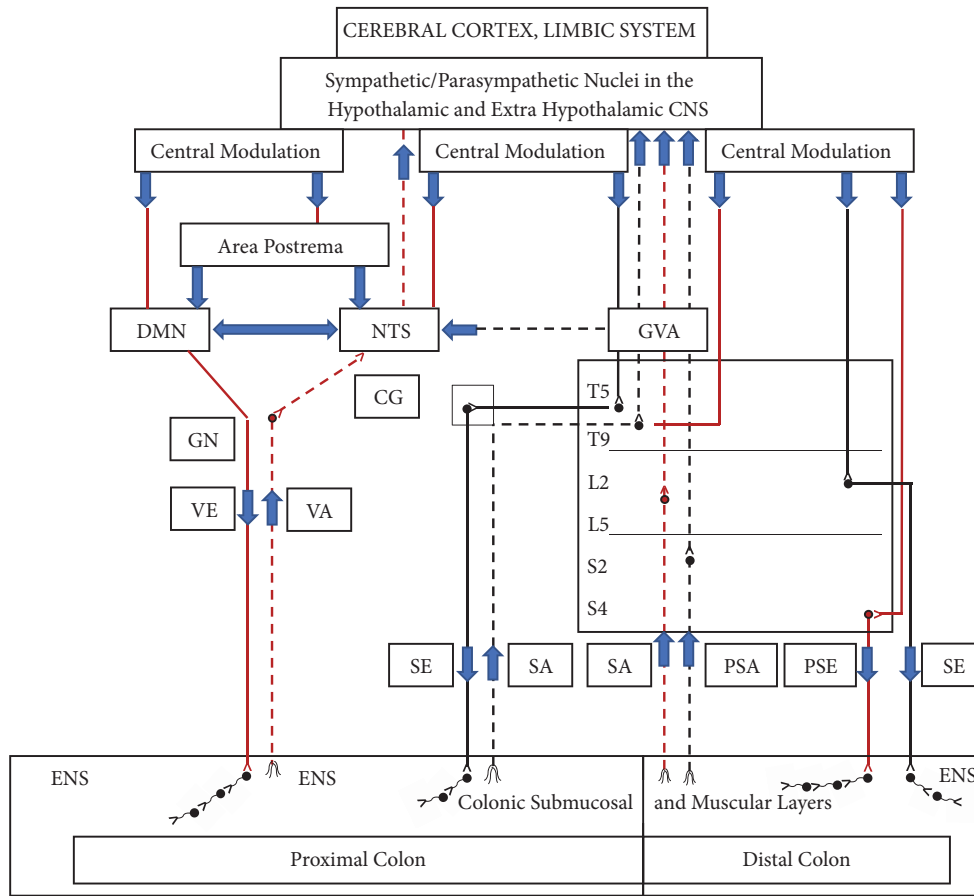 CEREBRAL CORTEX, LIMBIC SYSTEM
Sympathetic/Parasympathetic Nuclei in the
Hypothalamic and Extra Hypothalamic CNS
Central Modulation
Central Modulation
Central Modulation
Area Postrema
DMN
NTS
GVA
CG
T5
GN
T9
L2
VE
VA
L5
S2
S4
SE
SA
SA
PSA
PSE
SE
ENS
ENS
ENS
Colonic Submucosal
and Muscular Layers
Proximal Colon
Distal Colon